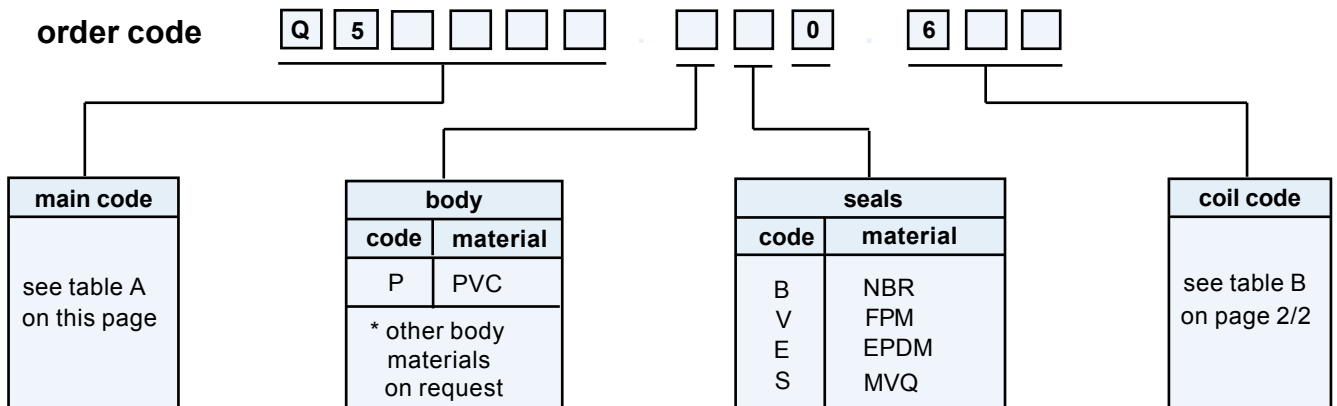 order code Q 5 . 0 . 6
main code
see table A
on this page
body
code material
P PVC
* other body
materials
on request
seals
code material
B NBR
V FPM
E EPDM
S MVQ
coil code
see table B
on page 2/2